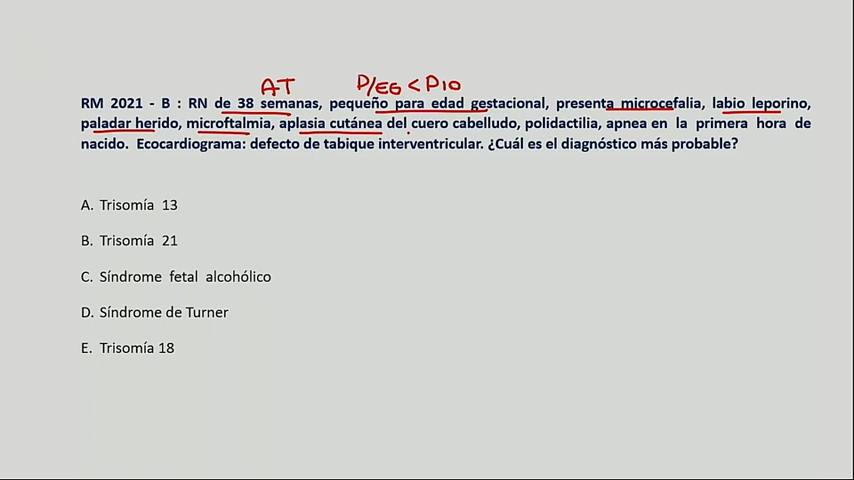 AT P/EG < P10
RM 2021 - B : RN de 38 semanas, pequeño para edad gestacional, presenta microcefalia, labio leporino,
paladar herido, microftalmia, aplasia cutánea del cuero cabelludo, polidactilia, apnea en la primera hora de
nacido. Ecocardiograma: defecto de tabique interventricular. ¿Cuál es el diagnóstico más probable?
A. Trisomía 13
B. Trisomía 21
C. Síndrome fetal alcohólico
D. Síndrome de Turner
E. Trisomía 18